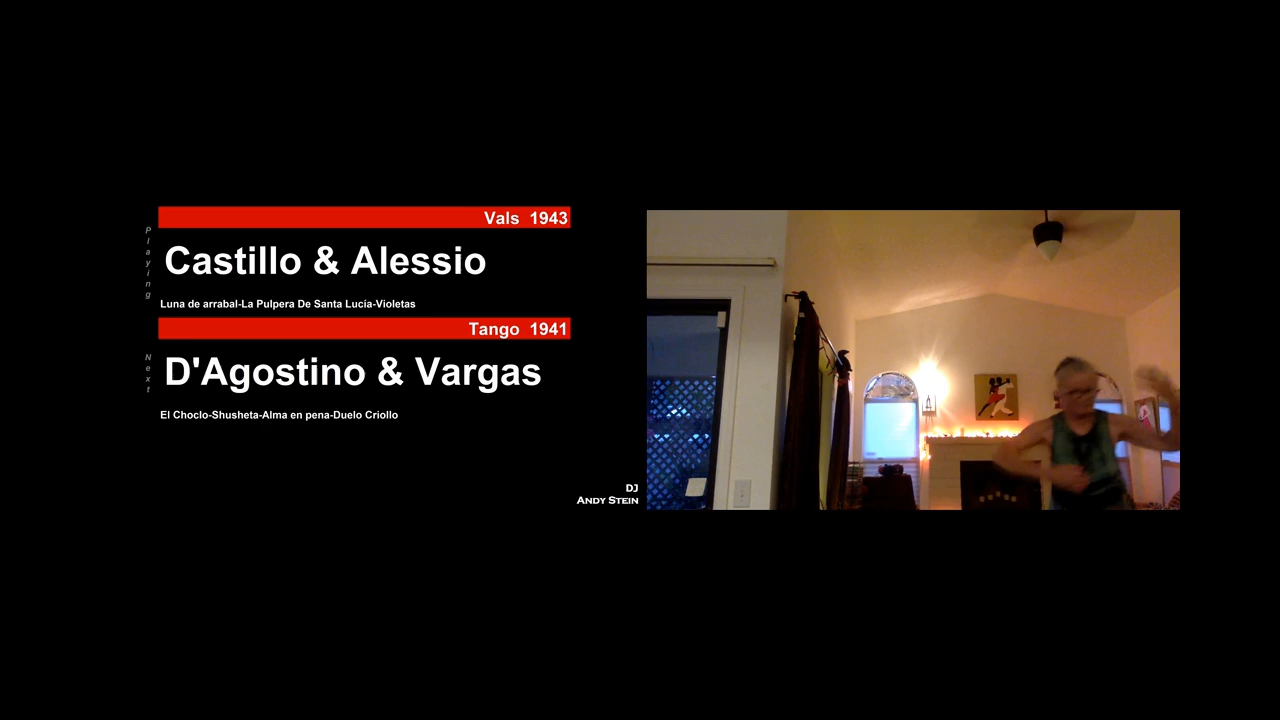 Playing
Vals 1943
Castillo & Alessio
Luna de arrabal-La Pulpera De Santa Lucía-Violetas
Next
Tango 1941
D'Agostino & Vargas
El Choclo-Shusheta-Alma en pena-Duelo Criollo
DJ
ANDY STEIN